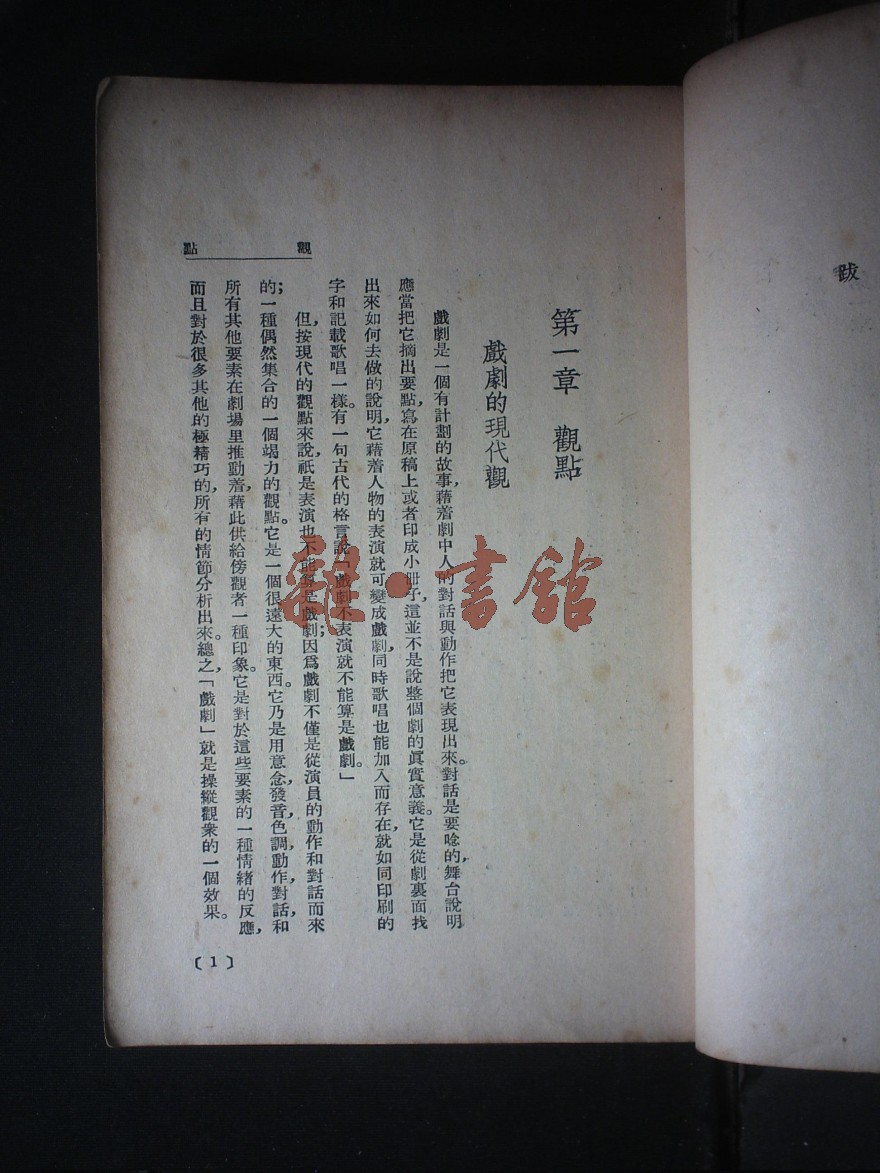 跋
觀點
第一章　觀點
戲劇的現代觀
戲劇是一個有計劃的故事，藉着劇中人的對話與動作把它表現出來。對話是要唸的，舞台說明
應當把它摘出要點，寫在原稿上或者印成小册子，這並不是說整個劇的眞實意義。它是從劇裏面找
出來如何去做的說明，它藉着人物的表演就可變成戲劇，同時歌唱也能加入而存在，就如同印刷的
字和記載歌唱一樣。有一句古代的格言說「戲劇不表演就不能算是戲劇。」
但，按現代的觀點來說，祇是表演也不能算是戲劇；因爲戲劇不僅是從演員的動作和對話而來
的一種偶然集合的一個竭力的觀點。它是一個很遠大的東西。它乃是用意念，發音，色調，動作，對話和
所有其他要素在劇場里推動着，藉此供給傍觀者一種印象。它是對於這些要素的一種情緒的反應，
而且對於很多其他的極精巧的，所有的情節分析出來。總之，「戲劇」就是操縱觀衆的一個效果。
〔1〕
雜·書館